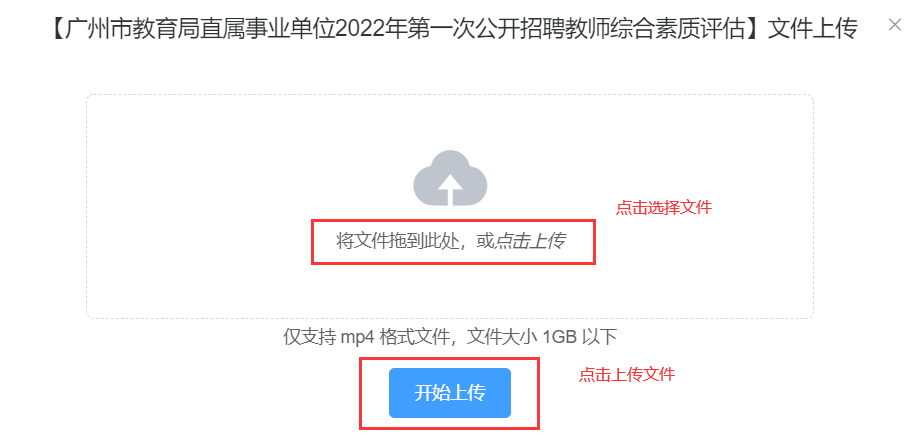 【广州市教育局直属事业单位2022年第一次公开招聘教师综合素质评估】文件上传
点击选择文件
将文件拖到此处，或点击上传
仅支持 mp4 格式文件，文件大小 1GB 以下
点击上传文件
开始上传